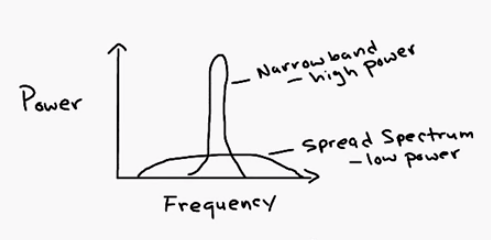 Narrowband
- high power
Power
Spread Spectrum
- low power
Frequency